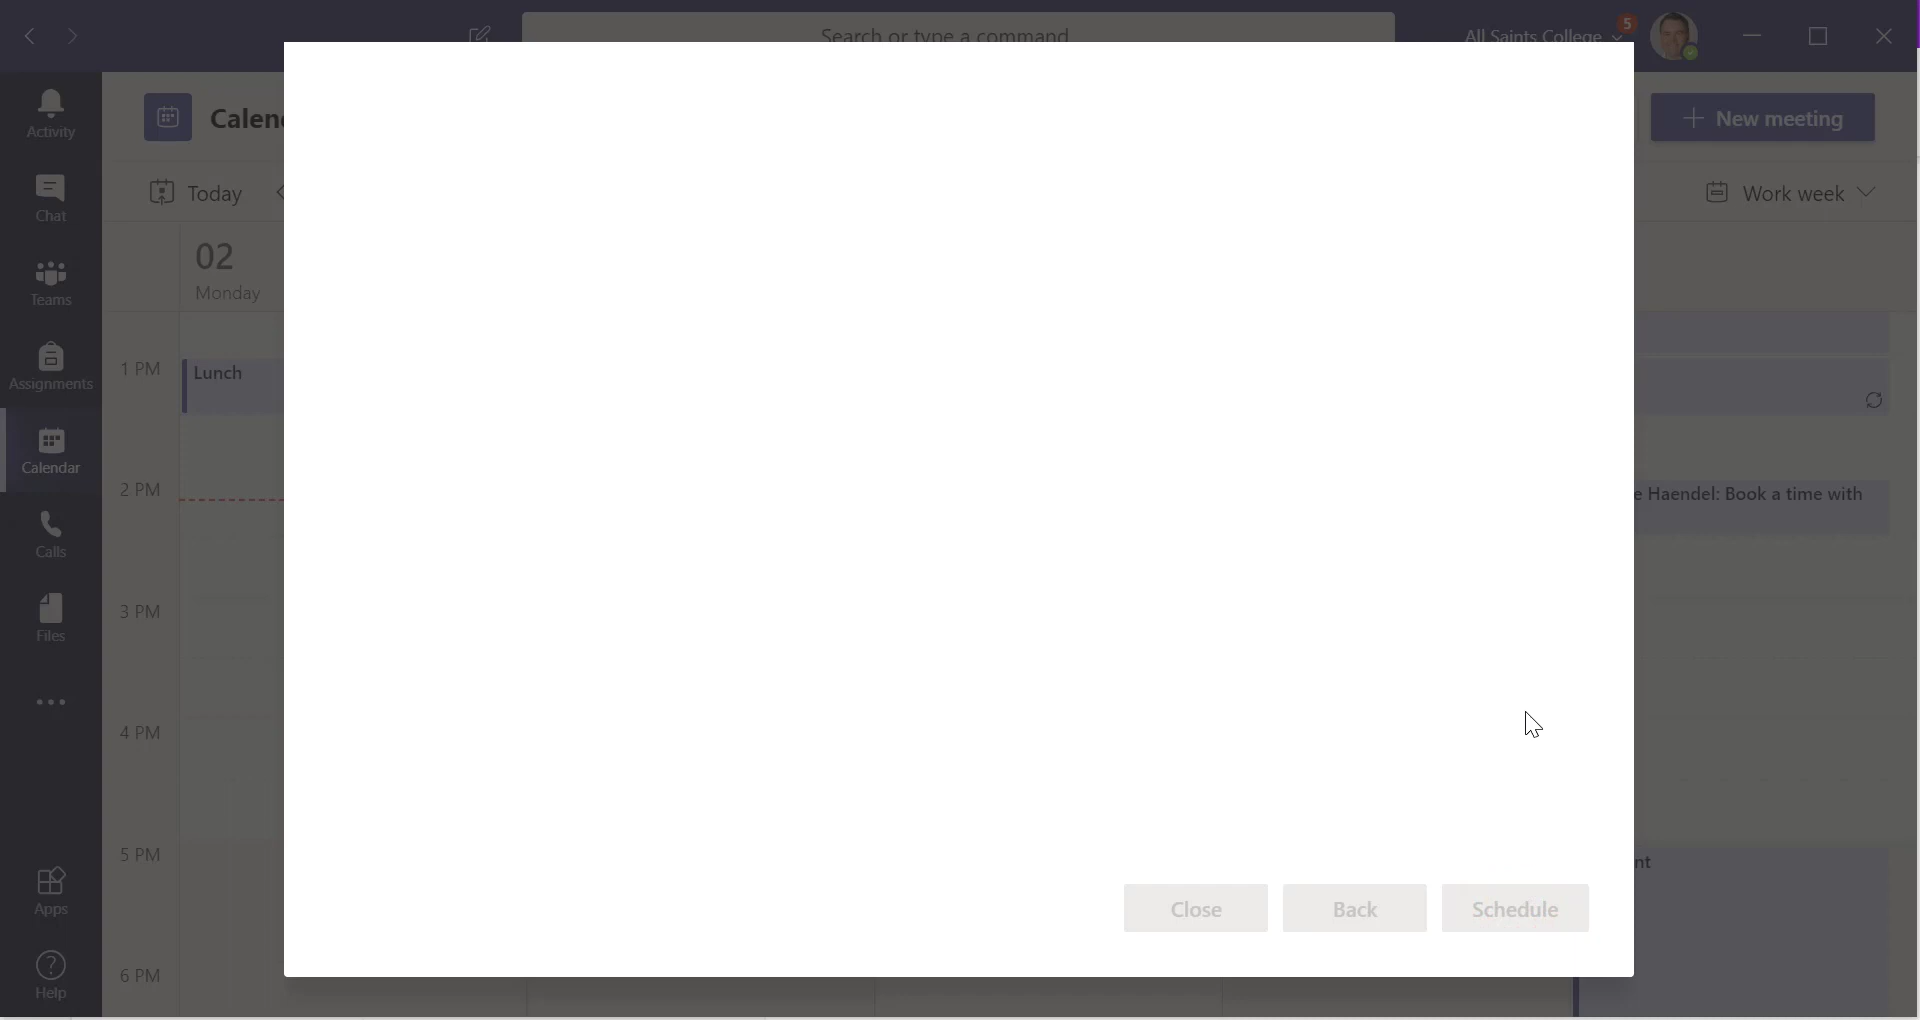 Search or type a command
All Saints College
5
Activity
Chat
Teams
Assignments
Calendar
Calls
Files
Apps
Help
New meeting
Today
Work week
02
Monday
1 PM
Lunch
2 PM
e Haendel: Book a time with
3 PM
4 PM
5 PM
nt
6 PM
Close
Back
Schedule